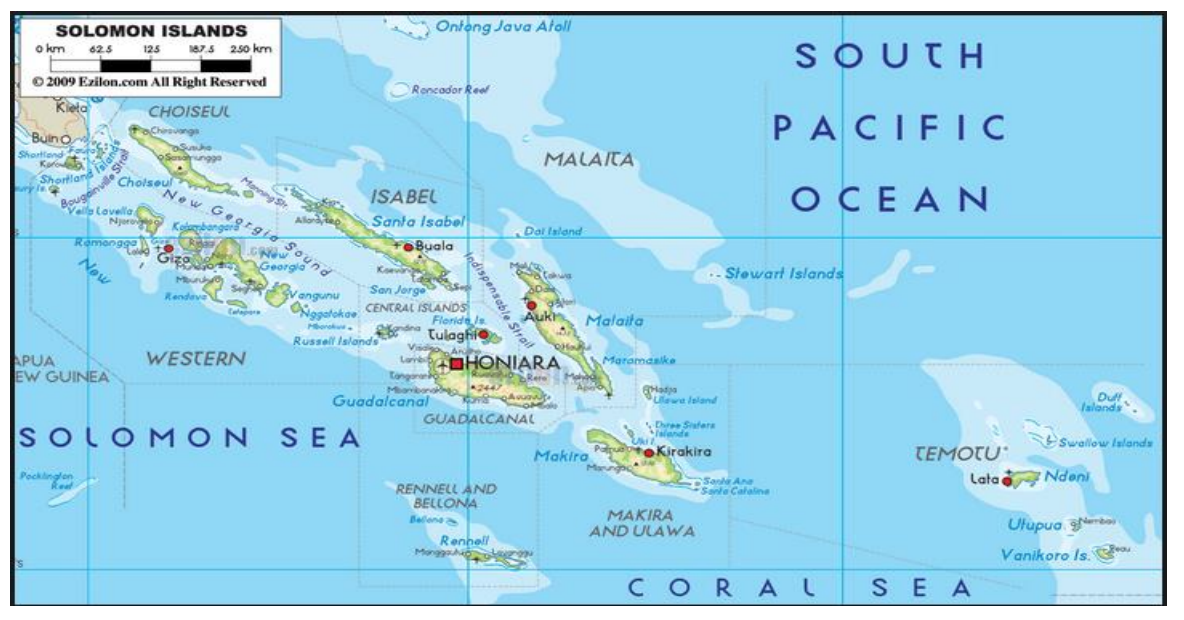 SOLOMON ISLANDS
0 km 62.5 125 187.5 250 km
© 2009 Ezilon.com All Right Reserved
Ontong Java Atoll
SOUTH
PACIFIC
OCEAN
Roncador Reef
Kieta
CHOISEUL
Buin
Chirovanga
Susuka
Sasamungga
Shortland Islands
Bougainville Strait
Choiseul
Manning Str.
MALAITA
ISABEL
Santa Isabel
Vella Lavella
Kolombangara
New Georgia Sound
Dai Island
Buala
Ramongga
Gizo
New
Georgia
Indispensable Strait
Stewart Islands
New
Rendova
Vangunu
San Jorge
Nggatokae
CENTRAL ISLANDS
Auki
Malaita
Florida Is.
Tulaghi
Russell Islands
HONIARA
Maramasike
WESTERN
APUA
EW GUINEA
2447
Guadalcanal
GUADALCANAL
Ulawa Island
Three Sisters
Islands
Duff
Islands
SOLOMON SEA
Uki I.
Kirakira
Makira
Swallow Islands
TEMOTU
Lata
Ndeni
Pocklington
Reef
Santa Ana
Santa Catalina
RENNELL AND
BELLONA
Bellona
MAKIRA
AND ULAWA
Utupua
Nembao
Rennell
Vanikoro Is.
Peau
CORAL SEA